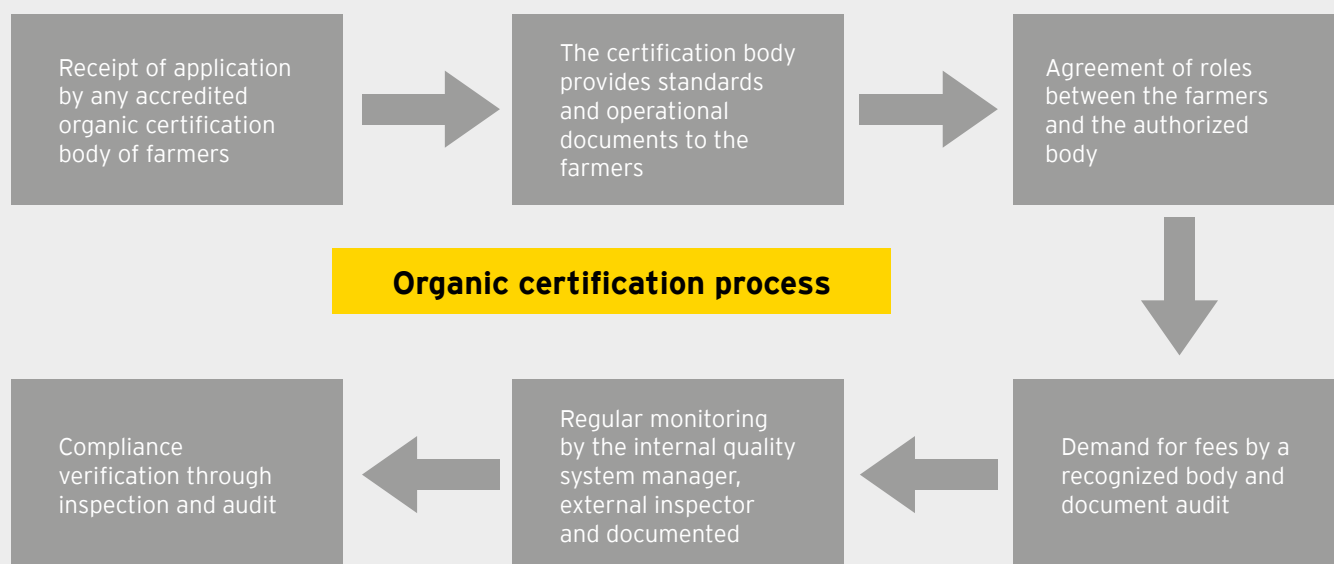 Receipt of application
by any accredited
organic certification
body of farmers
The certification body
provides standards
and operational
documents to the
farmers
Agreement of roles
between the farmers
and the authorized
body
Organic certification process
Demand for fees by a
recognized body and
document audit
Regular monitoring
by the internal quality
system manager,
external inspector
and documented
Compliance
verification through
inspection and audit